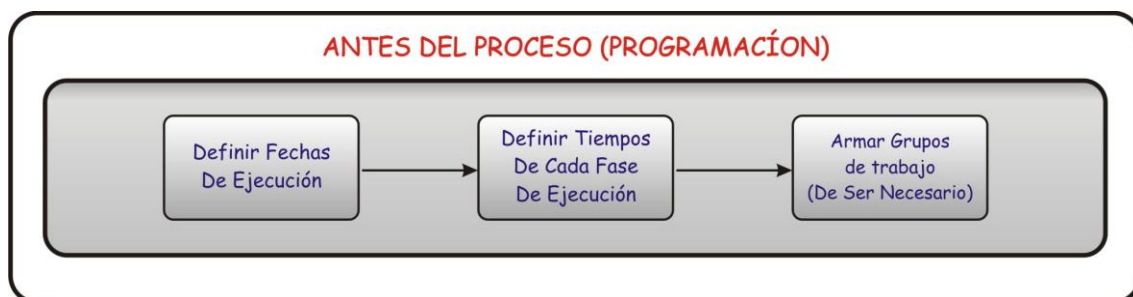 ANTES DEL PROCESO (PROGRAMACÍON)
Definir Fechas
De Ejecución
Definir Tiempos
De Cada Fase
De Ejecución
Armar Grupos
de trabajo
(De Ser Necesario)